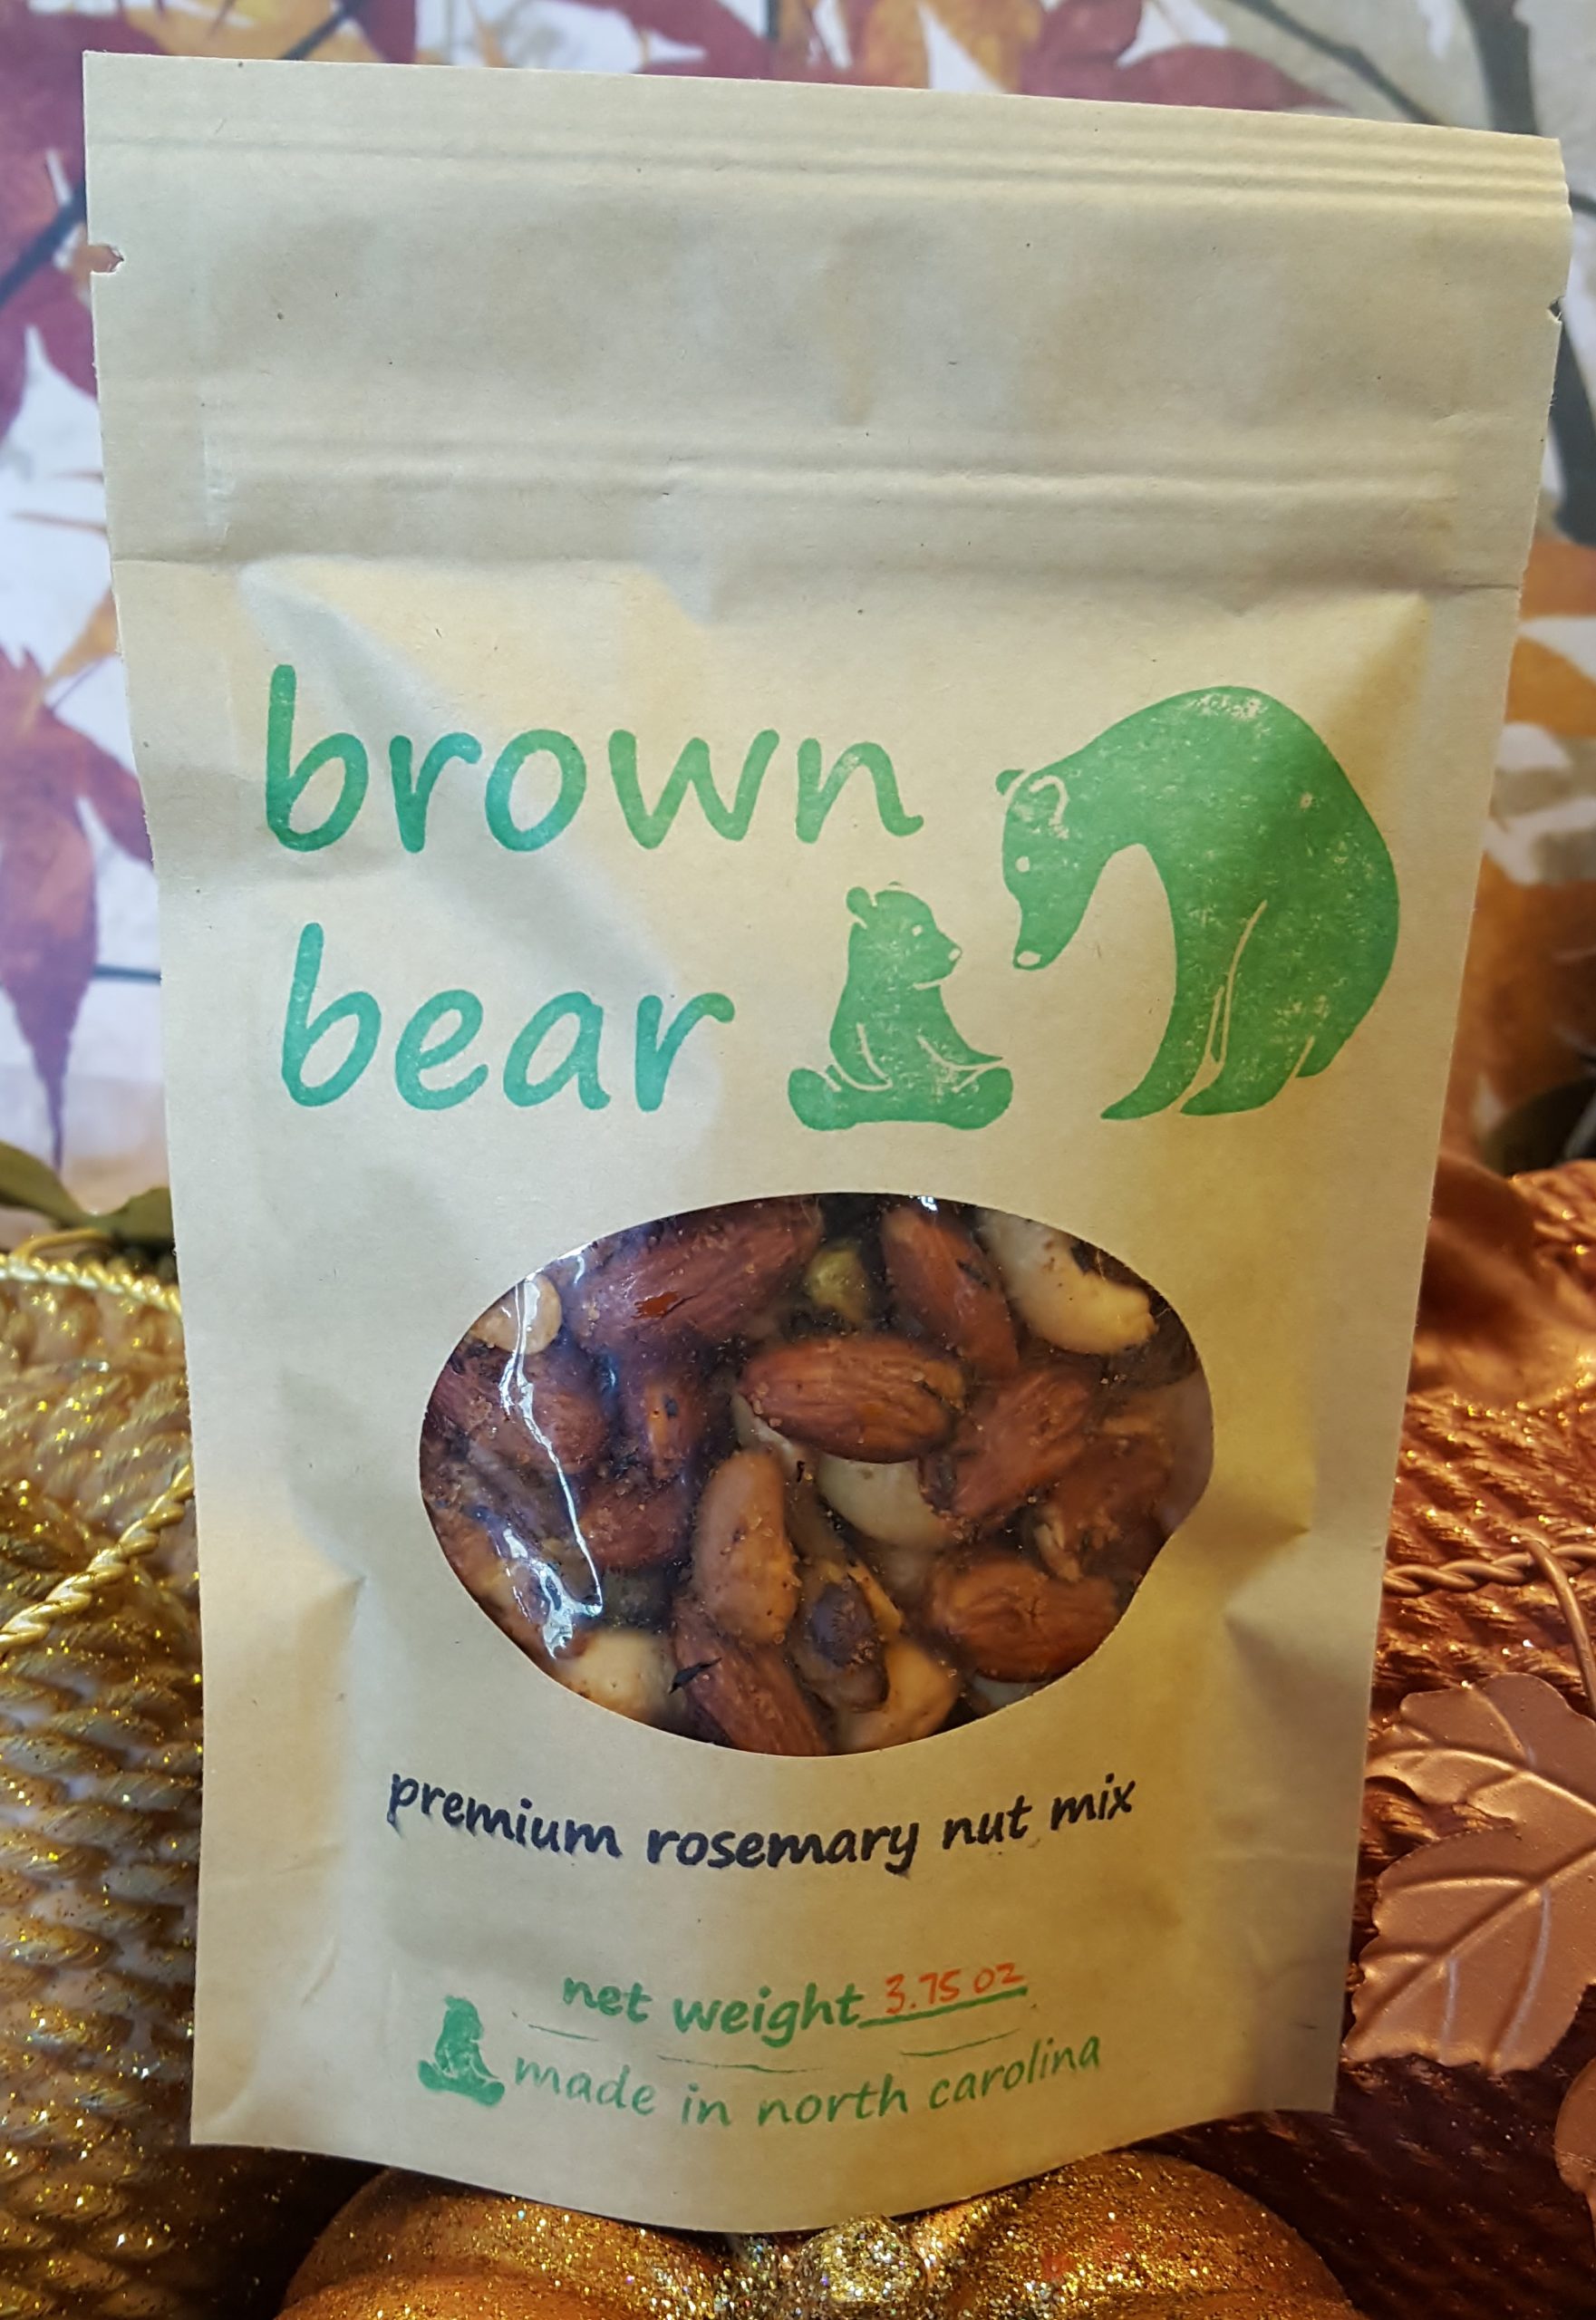 brown
bear
premium rosemary nut mix
net weight 3.75 oz
made in north carolina